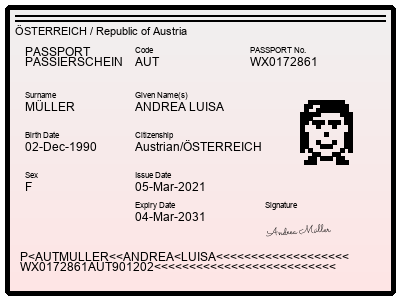 ÖSTERREICH / Republic of Austria
PASSPORT Code PASSPORT No.
PASSIERSCHEIN AUT WX0172861
Surname Given Name(s)
MÜLLER ANDREA LUISA
Birth Date Citizenship
02-Dec-1990 Austrian/ÖSTERREICH
Sex Issue Date
F 05-Mar-2021
Expiry Date Signature
04-Mar-2031
Andrea Müller
P<AUTMULLER<<ANDREA<LUISA<<<<<<<<<<<<<<<<<<<
WX0172861AUT901202<<<<<<<<<<<<<<<<<<<<<<<<<<